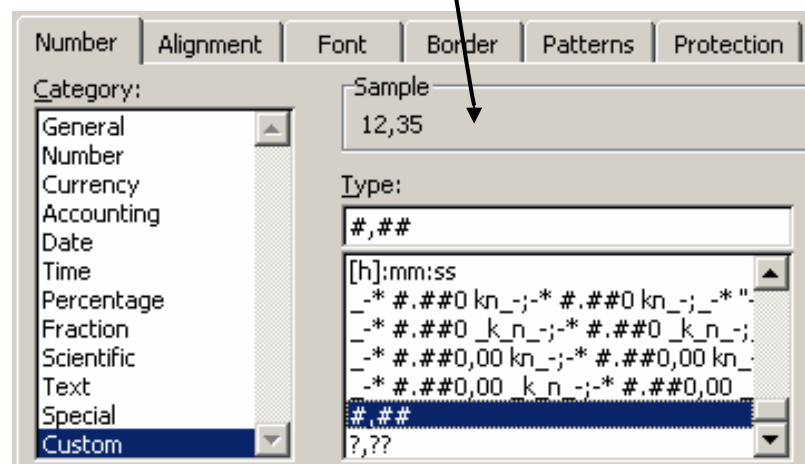 Number Alignment Font Border Patterns Protection
Category:
General
Number
Currency
Accounting
Date
Time
Percentage
Fraction
Scientific
Text
Special
Custom
Sample
12,35
Type:
#,##
[h]:mm:ss
_-* #.##0 kn_-;-* #.##0 kn_-;_-* "-
_-* #.##0 _k_n_-;-* #.##0 _k_n_-;_
_-* #.##0,00 kn_-;-* #.##0,00 kn_-
_-* #.##0,00 _k_n_-;-* #.##0,00 _
#,##
?,??